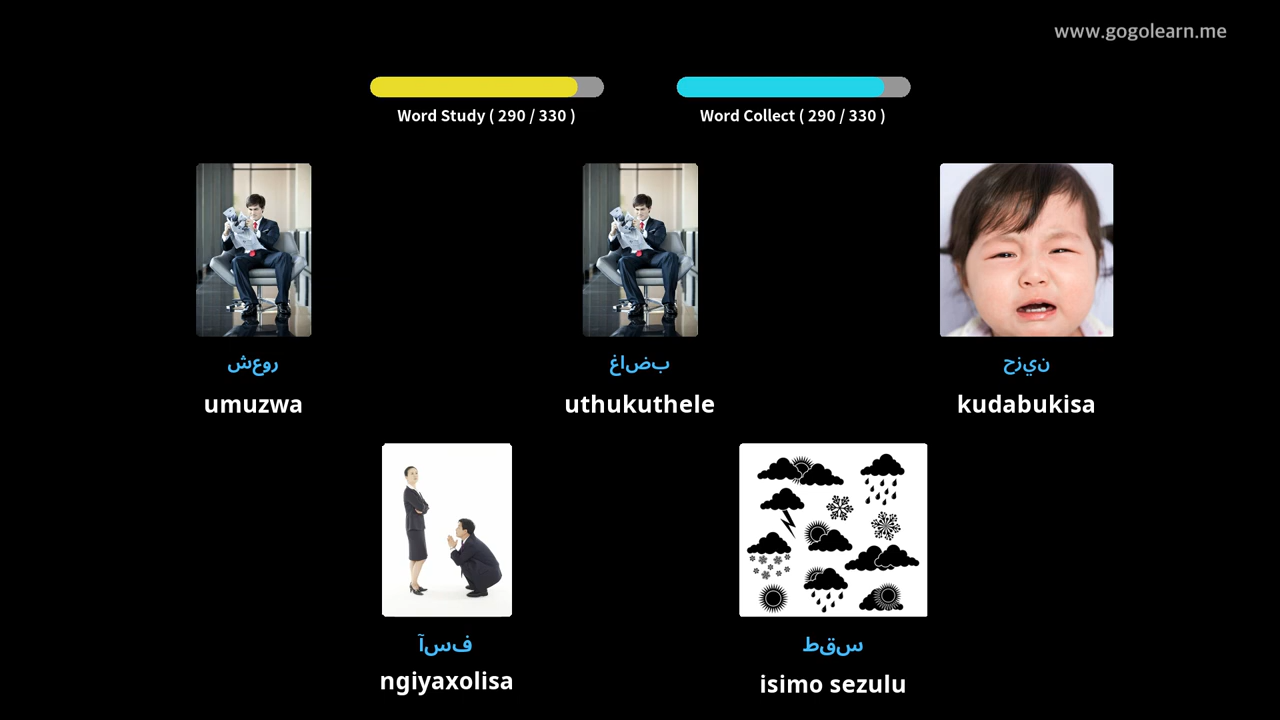 www.gogolearn.me
Word Study ( 290 / 330 )
Word Collect ( 290 / 330 )
شعور
غاضب
حزين
umuzwa
uthukuthele
kudabukisa
آسف
طقس
ngiyaxolisa
isimo sezulu